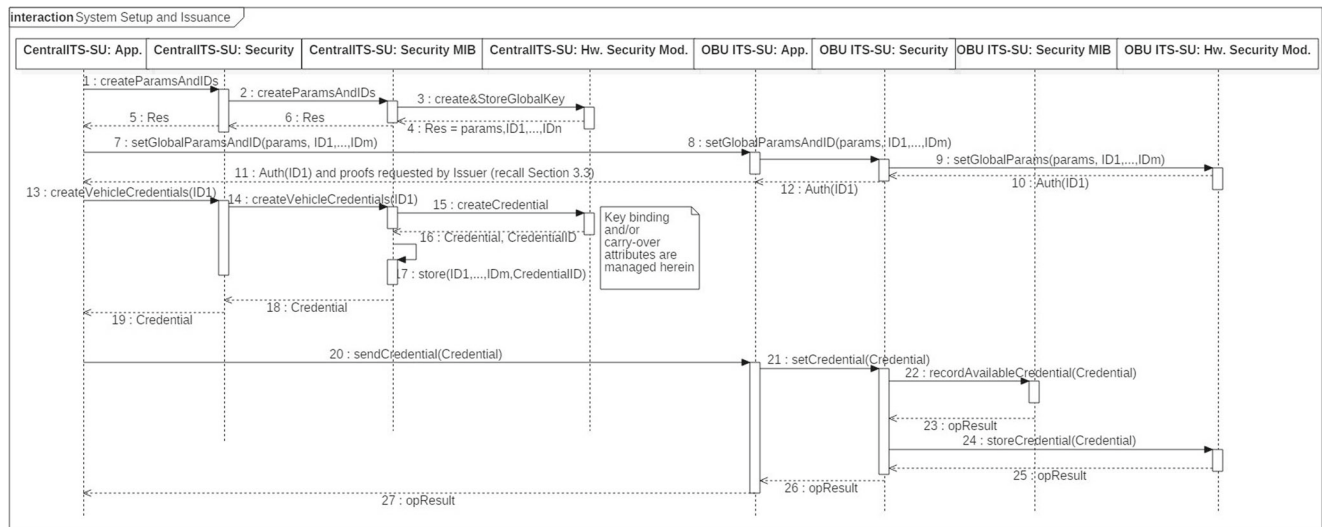 interaction System Setup and Issuance
CentralITS-SU: App.
CentralITS-SU: Security
CentralITS-SU: Security MIB
CentralITS-SU: Hw. Security Mod.
OBU ITS-SU: App.
OBU ITS-SU: Security
OBU ITS-SU: Security MIB
OBU ITS-SU: Hw. Security Mod.
1 : createParamsAndIDs
2 : createParamsAndIDs
3 : create&StoreGlobalKey
5 : Res
6 : Res
4 : Res = params,ID1,...,IDn
7 : setGlobalParamsAndID(params, ID1,...,IDm)
8 : setGlobalParamsAndID(params, ID1,...,IDm)
9 : setGlobalParams(params, ID1,...,IDm)
11 : Auth(ID1) and proofs requested by Issuer (recall Section 3.3)
12 : Auth(ID1)
10 : Auth(ID1)
13 : createVehicleCredentials(ID1)
14 : createVehicleCredentials(ID1)
15 : createCredential
Key binding
and/or
carry-over
attributes are
managed herein
16 : Credential, CredentialID
17 : store(ID1,...,IDm,CredentialID)
18 : Credential
19 : Credential
20 : sendCredential(Credential)
21 : setCredential(Credential)
22 : recordAvailableCredential(Credential)
23 : opResult
24 : storeCredential(Credential)
25 : opResult
26 : opResult
27 : opResult